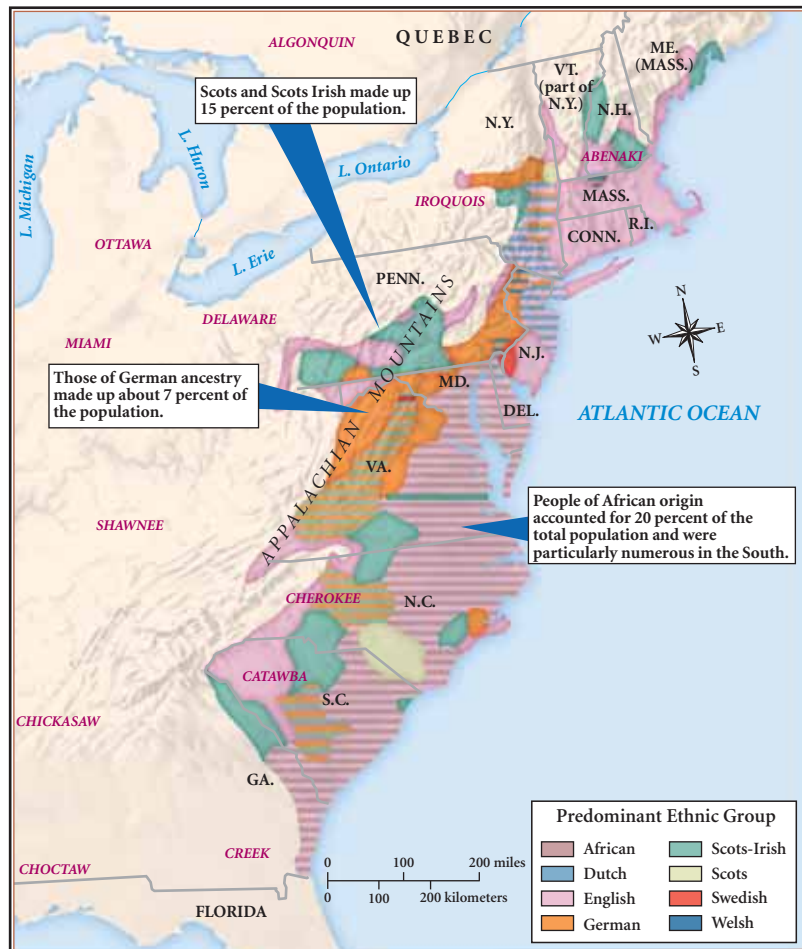 QUEBEC
ALGONQUIN
ME.
(MASS.)
VT.
(part of
N.Y.)
N.H.
Scots and Scots Irish made up
15 percent of the population.
N.Y.
L. Michigan
L. Huron
L. Ontario
ABENAKI
IROQUOIS
MASS.
R.I.
CONN.
OTTAWA
L. Erie
PENN.
DELAWARE
MIAMI
APPALACHIAN MOUNTAINS
N.J.
Those of German ancestry
made up about 7 percent of
the population.
MD.
DEL.
N
W E
S
ATLANTIC OCEAN
VA.
SHAWNEE
People of African origin
accounted for 20 percent of the
total population and were
particularly numerous in the South.
CHEROKEE
N.C.
CATAWBA
S.C.
CHICKASAW
GA.
CREEK
CHOCTAW
FLORIDA
0 100 200 miles
0 100 200 kilometers
Predominant Ethnic Group
African
Dutch
English
German
Scots-Irish
Scots
Swedish
Welsh